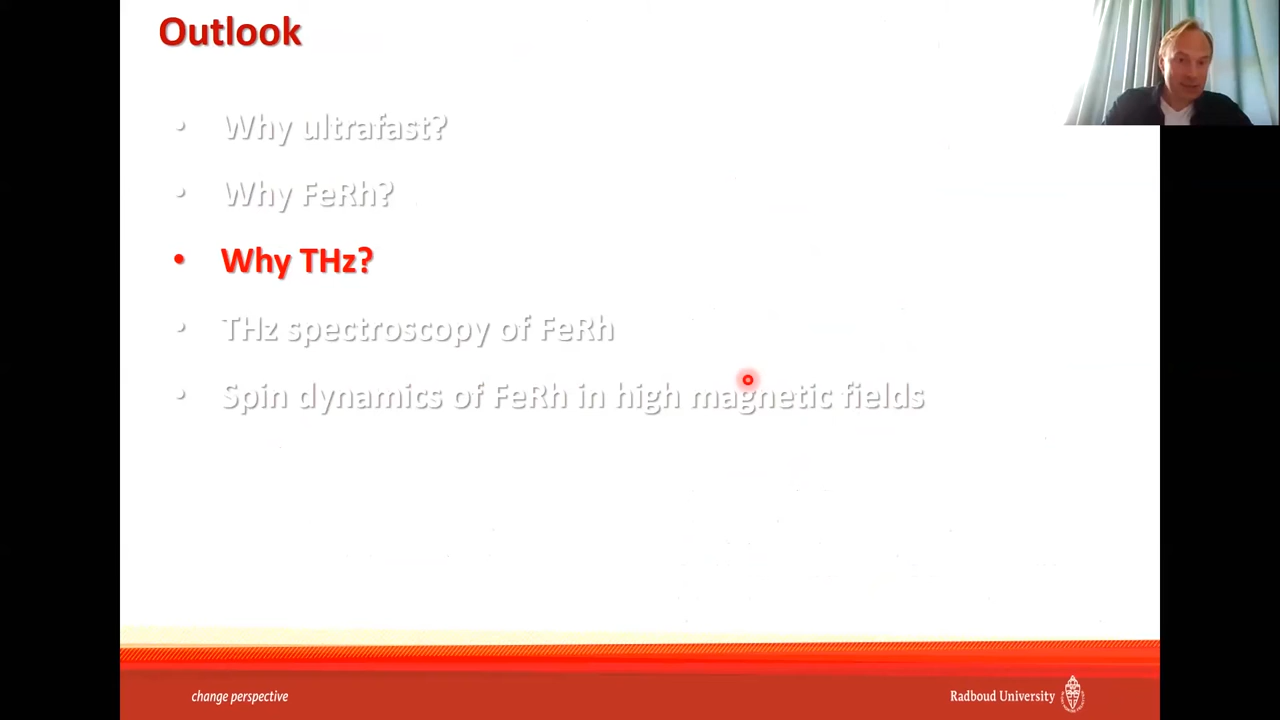 Outlook
• Why ultrafast?
• Why FeRh?
• Why THz?
• THz spectroscopy of FeRh
• Spin dynamics of FeRh in high magnetic fields
change perspective
Radboud University